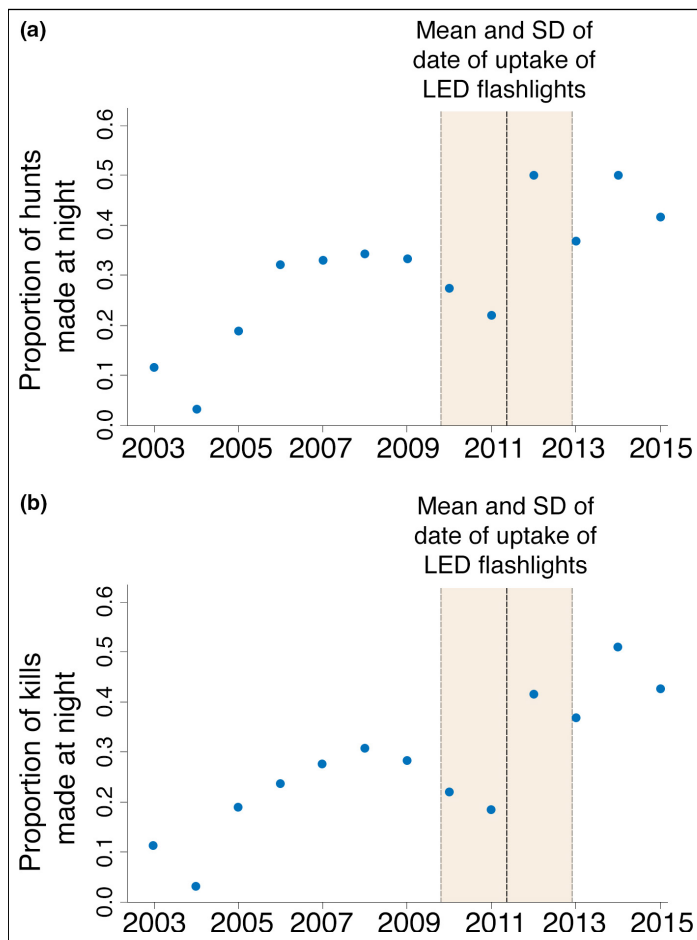 (a)
Mean and SD of
date of uptake of
LED flashlights
Proportion of hunts
made at night
0.6
0.5
0.4
0.3
0.2
0.1
0.0
2003 2005 2007 2009 2011 2013 2015
(b)
Mean and SD of
date of uptake of
LED flashlights
Proportion of kills
made at night
0.6
0.5
0.4
0.3
0.2
0.1
0.0
2003 2005 2007 2009 2011 2013 2015